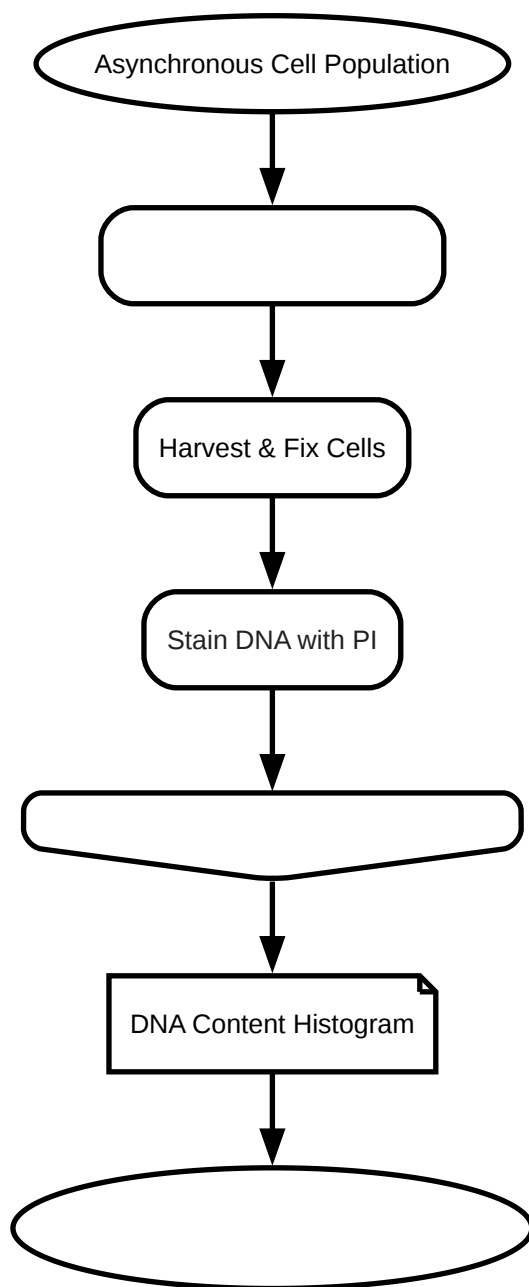 Asynchronous Cell Population
Harvest & Fix Cells
Stain DNA with PI
DNA Content Histogram